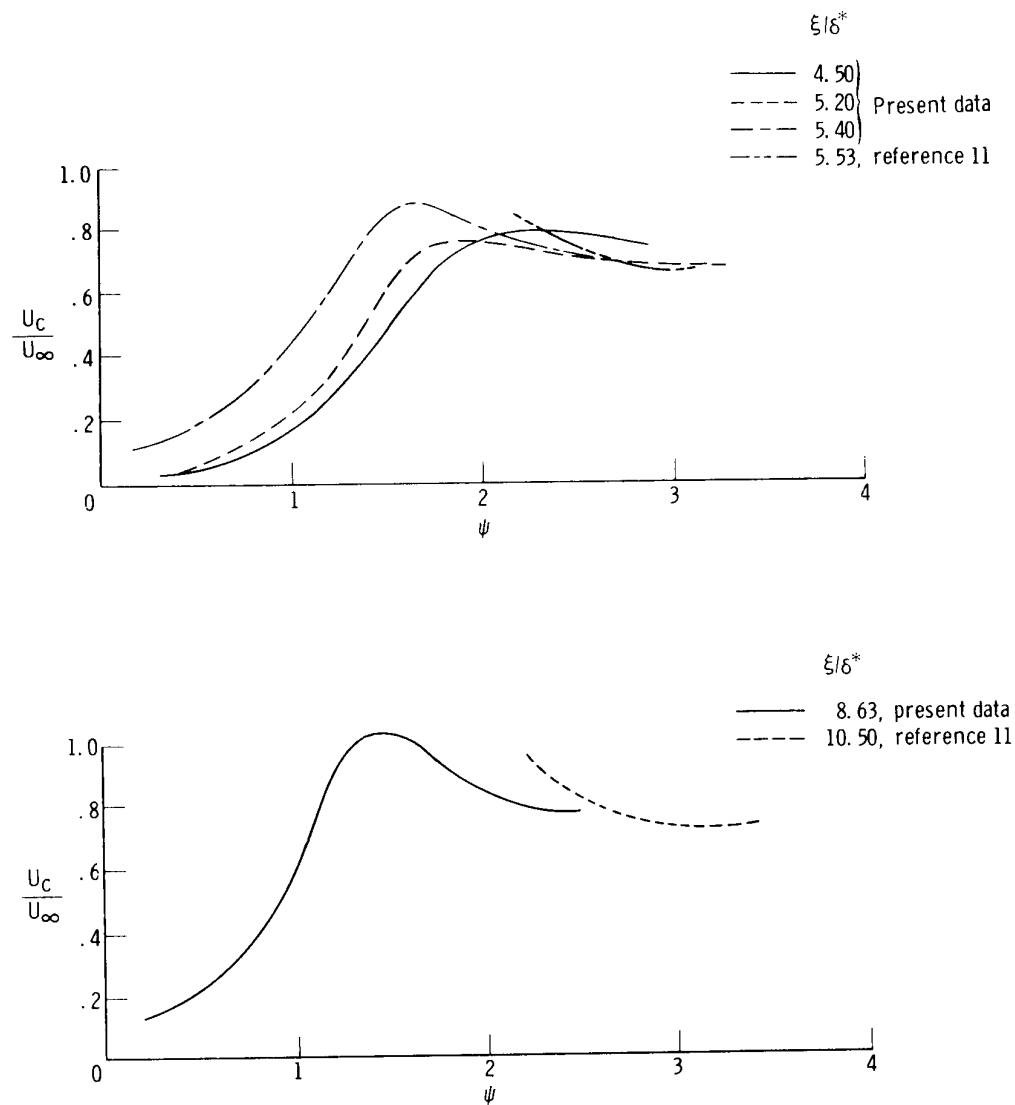 ξ/δ*
4.50
5.20 Present data
5.40
5.53, reference 11
1.0
.8
.6
.4
.2
0
1
2
3
4
U_c
U_∞
ψ
ξ/δ*
8.63, present data
10.50, reference 11
1.0
.8
.6
.4
.2
0
1
2
3
4
U_c
U_∞
ψ